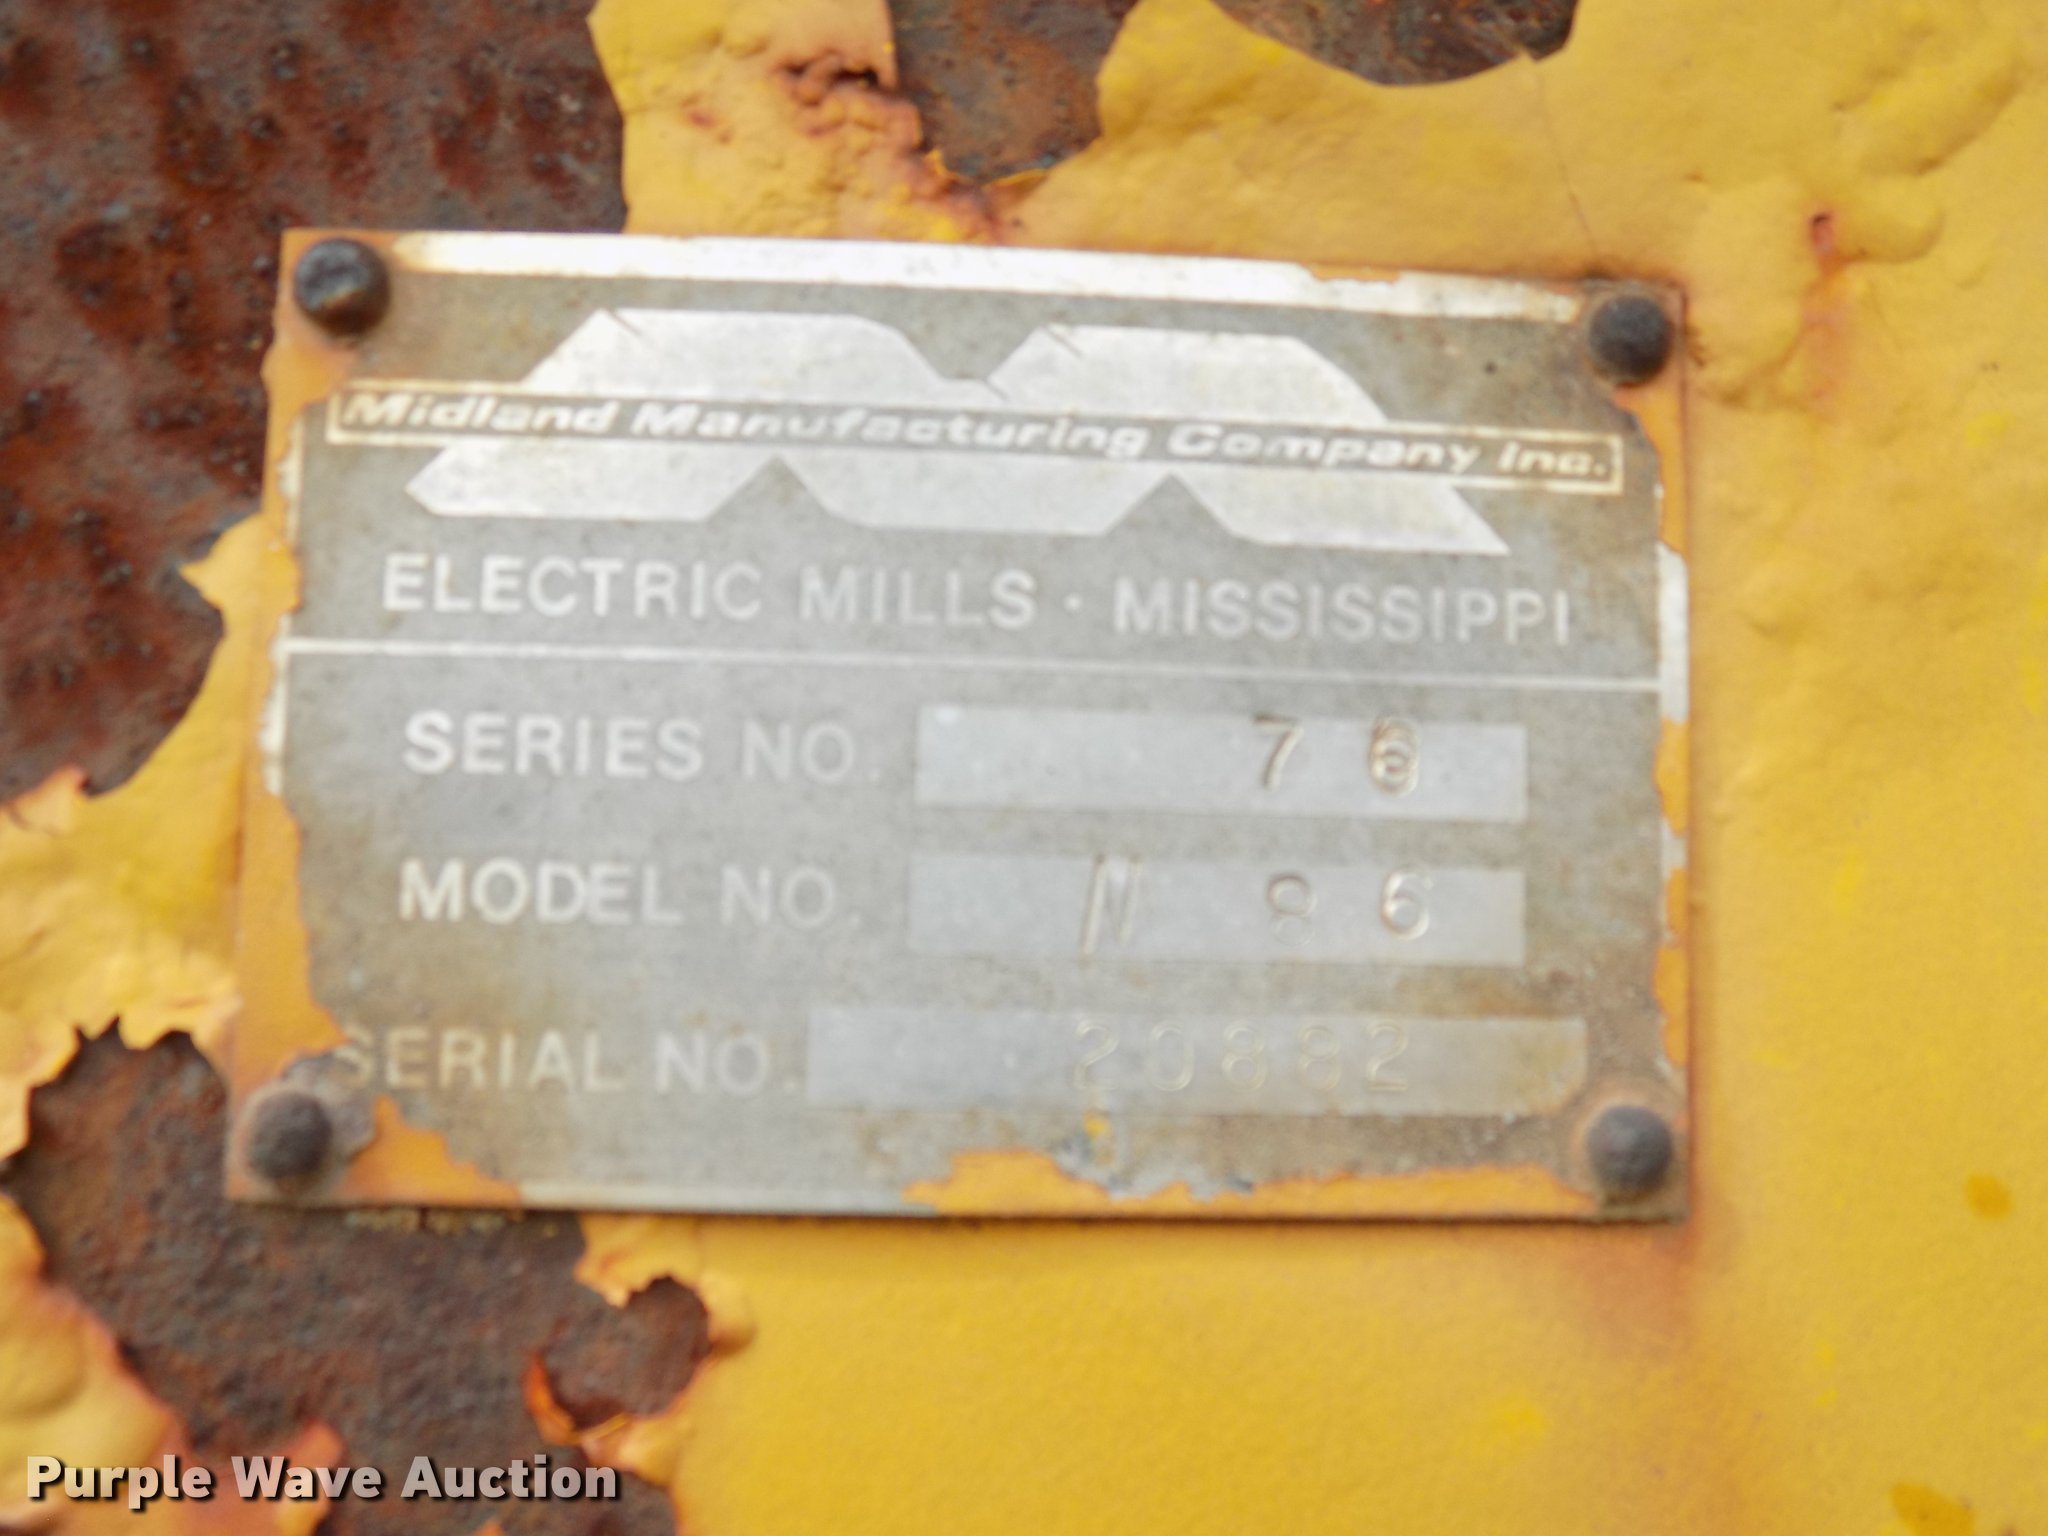 Midland Manufacturing Company Inc.
ELECTRIC MILLS · MISSISSIPPI
SERIES NO. 76
MODEL NO. N 86
SERIAL NO. 20882
Purple Wave Auction